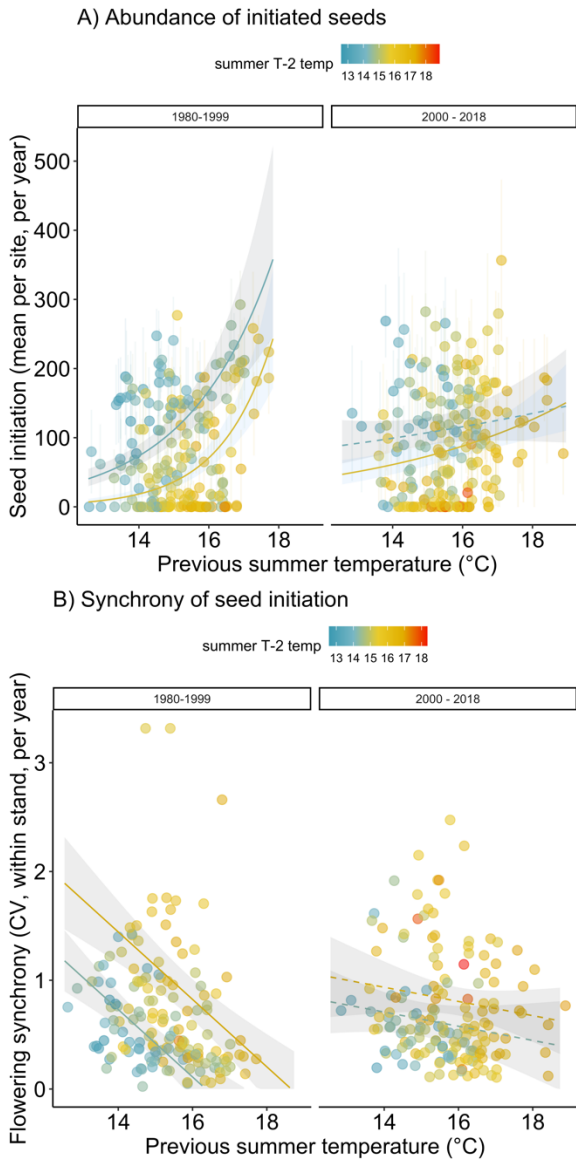 A) Abundance of initiated seeds
summer T-2 temp
13 14 15 16 17 18
1980-1999
2000 - 2018
Seed initiation (mean per site, per year)
500
400
300
200
100
0
14 16 18
14 16 18
Previous summer temperature (°C)
B) Synchrony of seed initiation
summer T-2 temp
13 14 15 16 17 18
1980-1999
2000 - 2018
Flowering synchrony (CV, within stand, per year)
3
2
1
0
14 16 18
14 16 18
Previous summer temperature (°C)